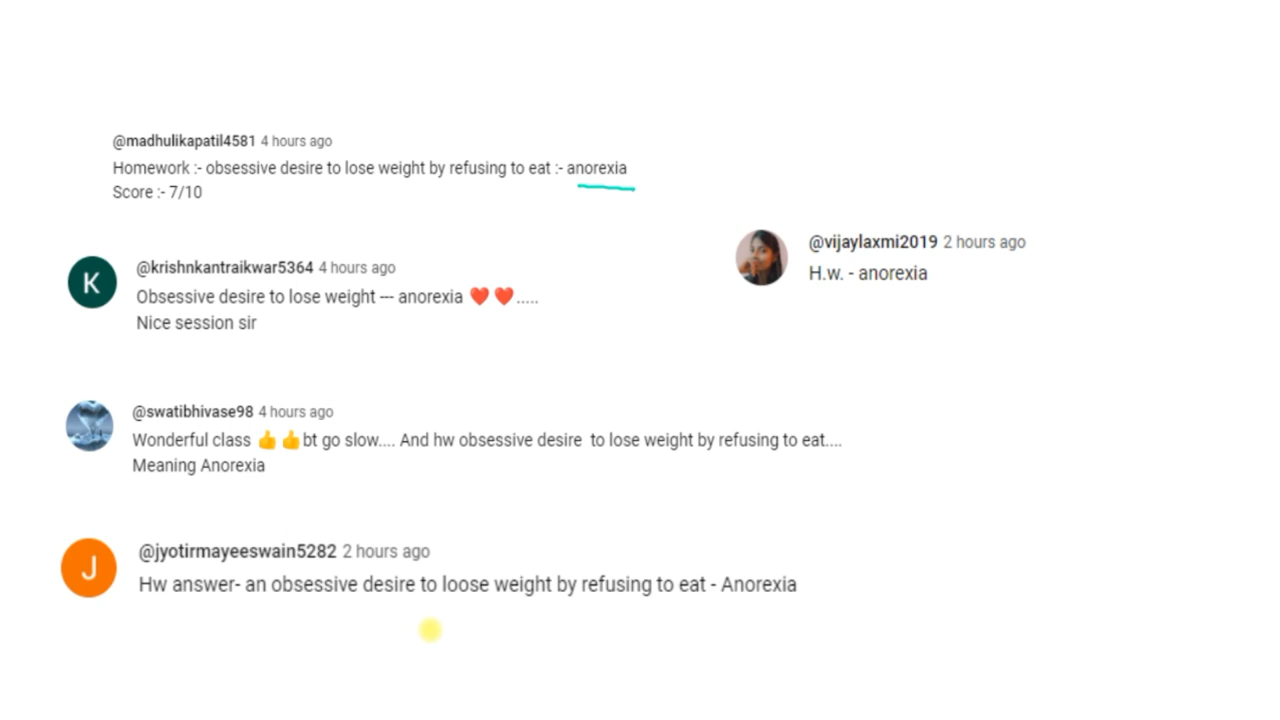 @madhulikapatil4581 4 hours ago
Homework :- obsessive desire to lose weight by refusing to eat :- anorexia
Score :- 7/10
@vijaylaxmi2019 2 hours ago
H.w. - anorexia
K
@krishnkantraikwar5364 4 hours ago
Obsessive desire to lose weight --- anorexia ❤️❤️.....
Nice session sir
@swatibhivase98 4 hours ago
Wonderful class 👍👍bt go slow.... And hw obsessive desire to lose weight by refusing to eat....
Meaning Anorexia
J
@jyotirmayeeswain5282 2 hours ago
Hw answer- an obsessive desire to loose weight by refusing to eat - Anorexia